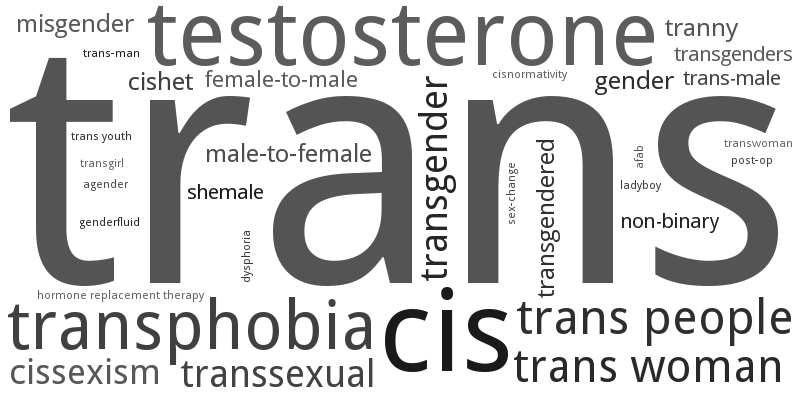 misgender
testosterone
tranny
trans-man
transgenders
cishet
female-to-male
cisnormativity
gender
trans-male
trans
trans youth
transgirl
agender
genderfluid
male-to-female
shemale
dysphoria
transgender
sex-change
transgendered
afab
transwoman
post-op
ladyboy
non-binary
hormone replacement therapy
transphobia
cis
trans people
cissexism
transsexual
trans woman